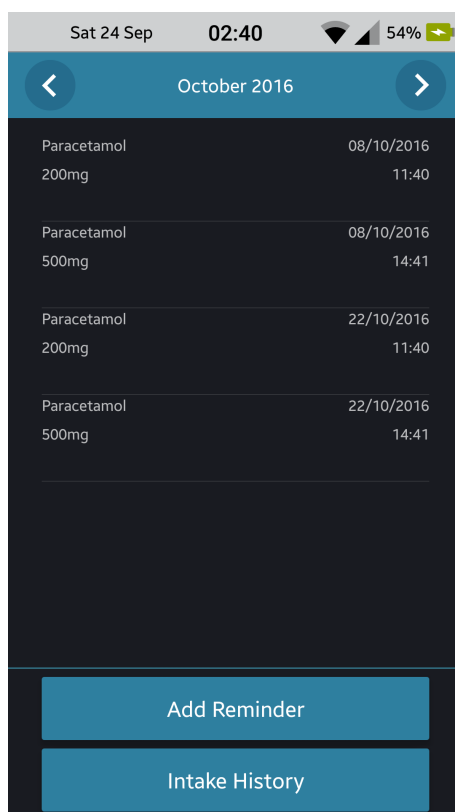 Sat 24 Sep 02:40 54%
October 2016
Paracetamol 08/10/2016
200mg 11:40
Paracetamol 08/10/2016
500mg 14:41
Paracetamol 22/10/2016
200mg 11:40
Paracetamol 22/10/2016
500mg 14:41
Add Reminder
Intake History